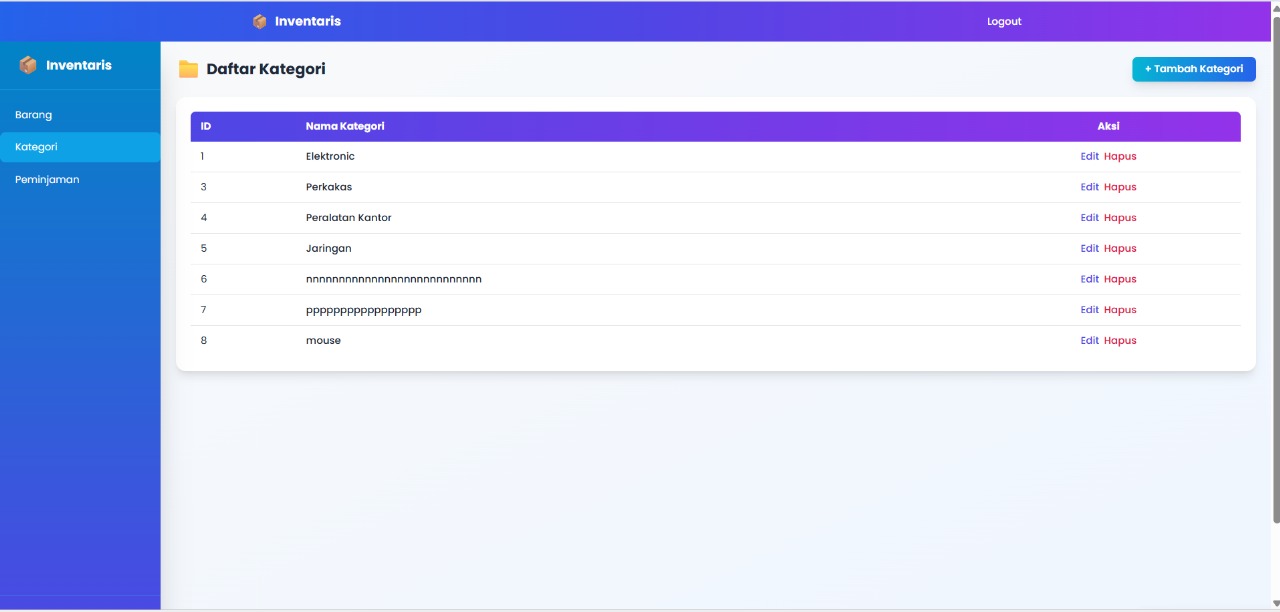 Inventaris
Logout
Inventaris
Barang
Kategori
Peminjaman
Daftar Kategori
+ Tambah Kategori
ID Nama Kategori Aksi
1 Elektronic Edit Hapus
3 Perkakas Edit Hapus
4 Peralatan Kantor Edit Hapus
5 Jaringan Edit Hapus
6 nnnnnnnnnnnnnnnnnnnnnnnnnnn Edit Hapus
7 ppppppppppppppppp Edit Hapus
8 mouse Edit Hapus